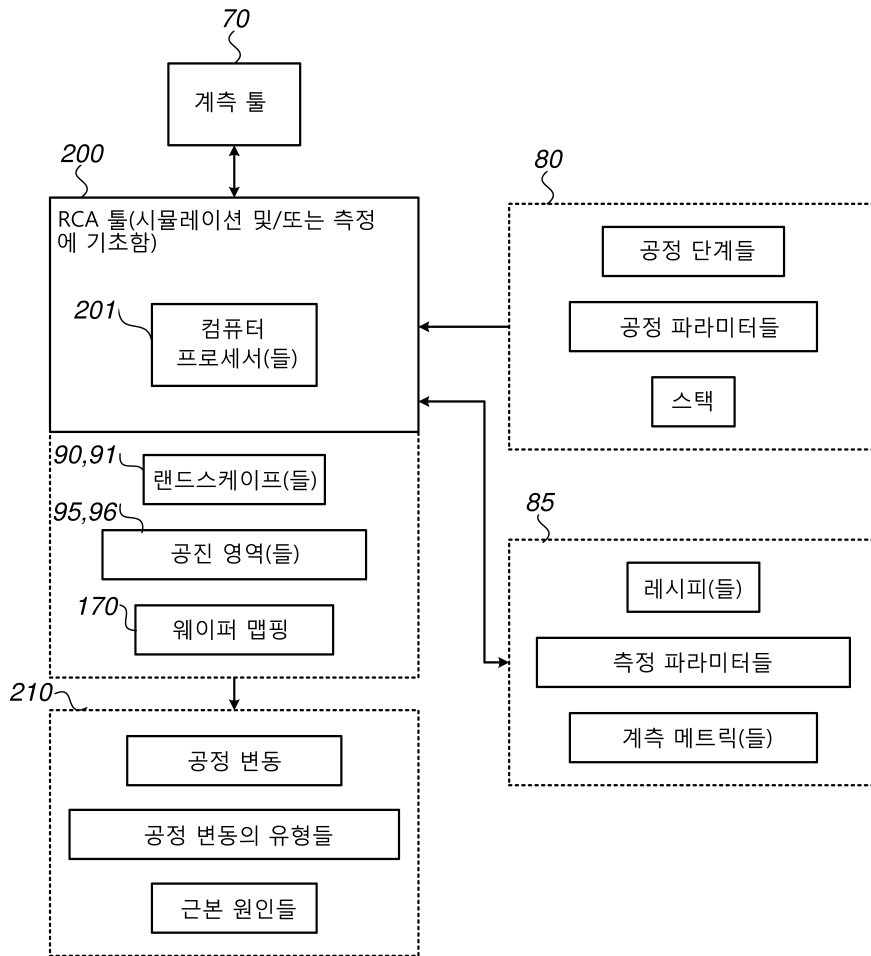 70
계측 툴
200
RCA 툴(시뮬레이션 및/또는 측정
에 기초함)
201
컴퓨터
프로세서(들)
80
공정 단계들
공정 파라미터들
스택
90,91
랜드스케이프(들)
95,96
공진 영역(들)
170
웨이퍼 맵핑
85
레시피(들)
측정 파라미터들
계측 메트릭(들)
210
공정 변동
공정 변동의 유형들
근본 원인들